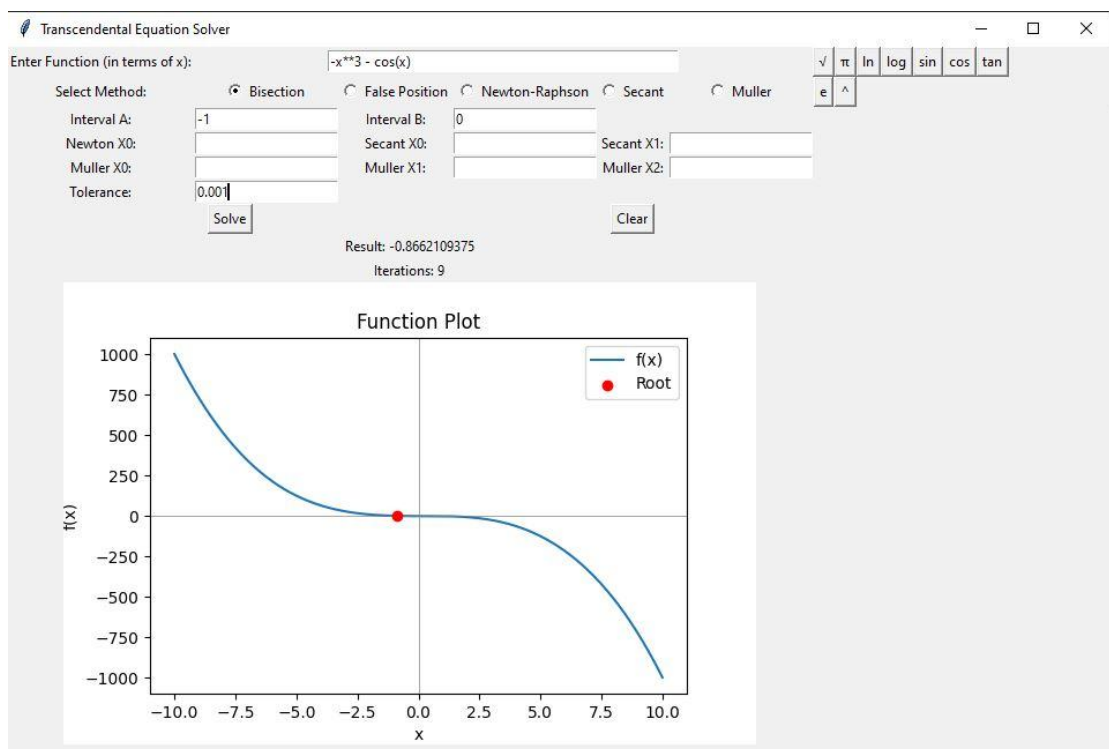 Transcendental Equation Solver
Enter Function (in terms of x): -x**3 - cos(x) √ π ln log sin cos tan
Select Method: Bisection False Position Newton-Raphson Secant Muller e ^
Interval A: -1 Interval B: 0
Newton X0: Secant X0: Secant X1:
Muller X0: Muller X1: Muller X2:
Tolerance: 0.001
Solve Clear
Result: -0.8662109375
Iterations: 9
Function Plot
f(x)
Root
1000
750
500
250
0
−250
−500
−750
−1000
f(x)
−10.0 −7.5 −5.0 −2.5 0.0 2.5 5.0 7.5 10.0
x